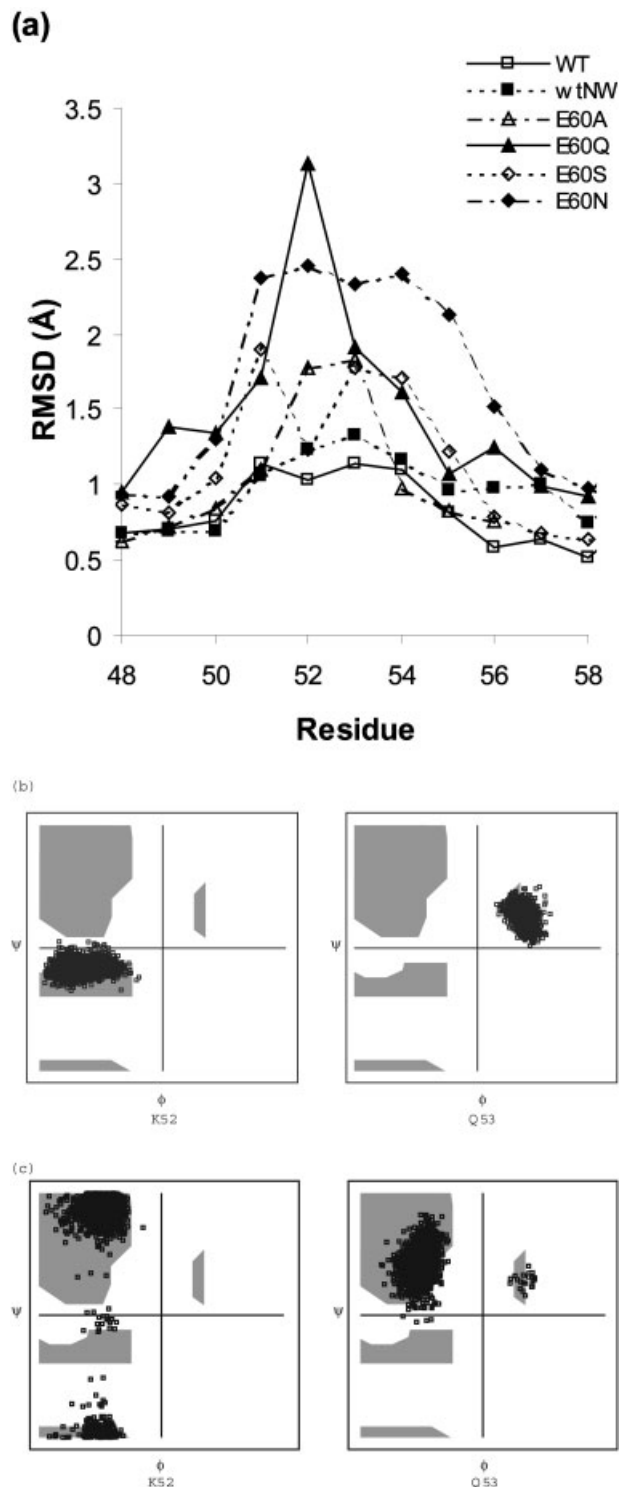 (a)
WT
wtNW
E60A
E60Q
E60S
E60N
3.5
3
2.5
2
1.5
1
0.5
0
RMSD (Å)
48 50 52 54 56 58
Residue
(b)
ψ ψ
ϕ ϕ
K52 Q53
(c)
ψ ψ
ϕ ϕ
K52 Q53